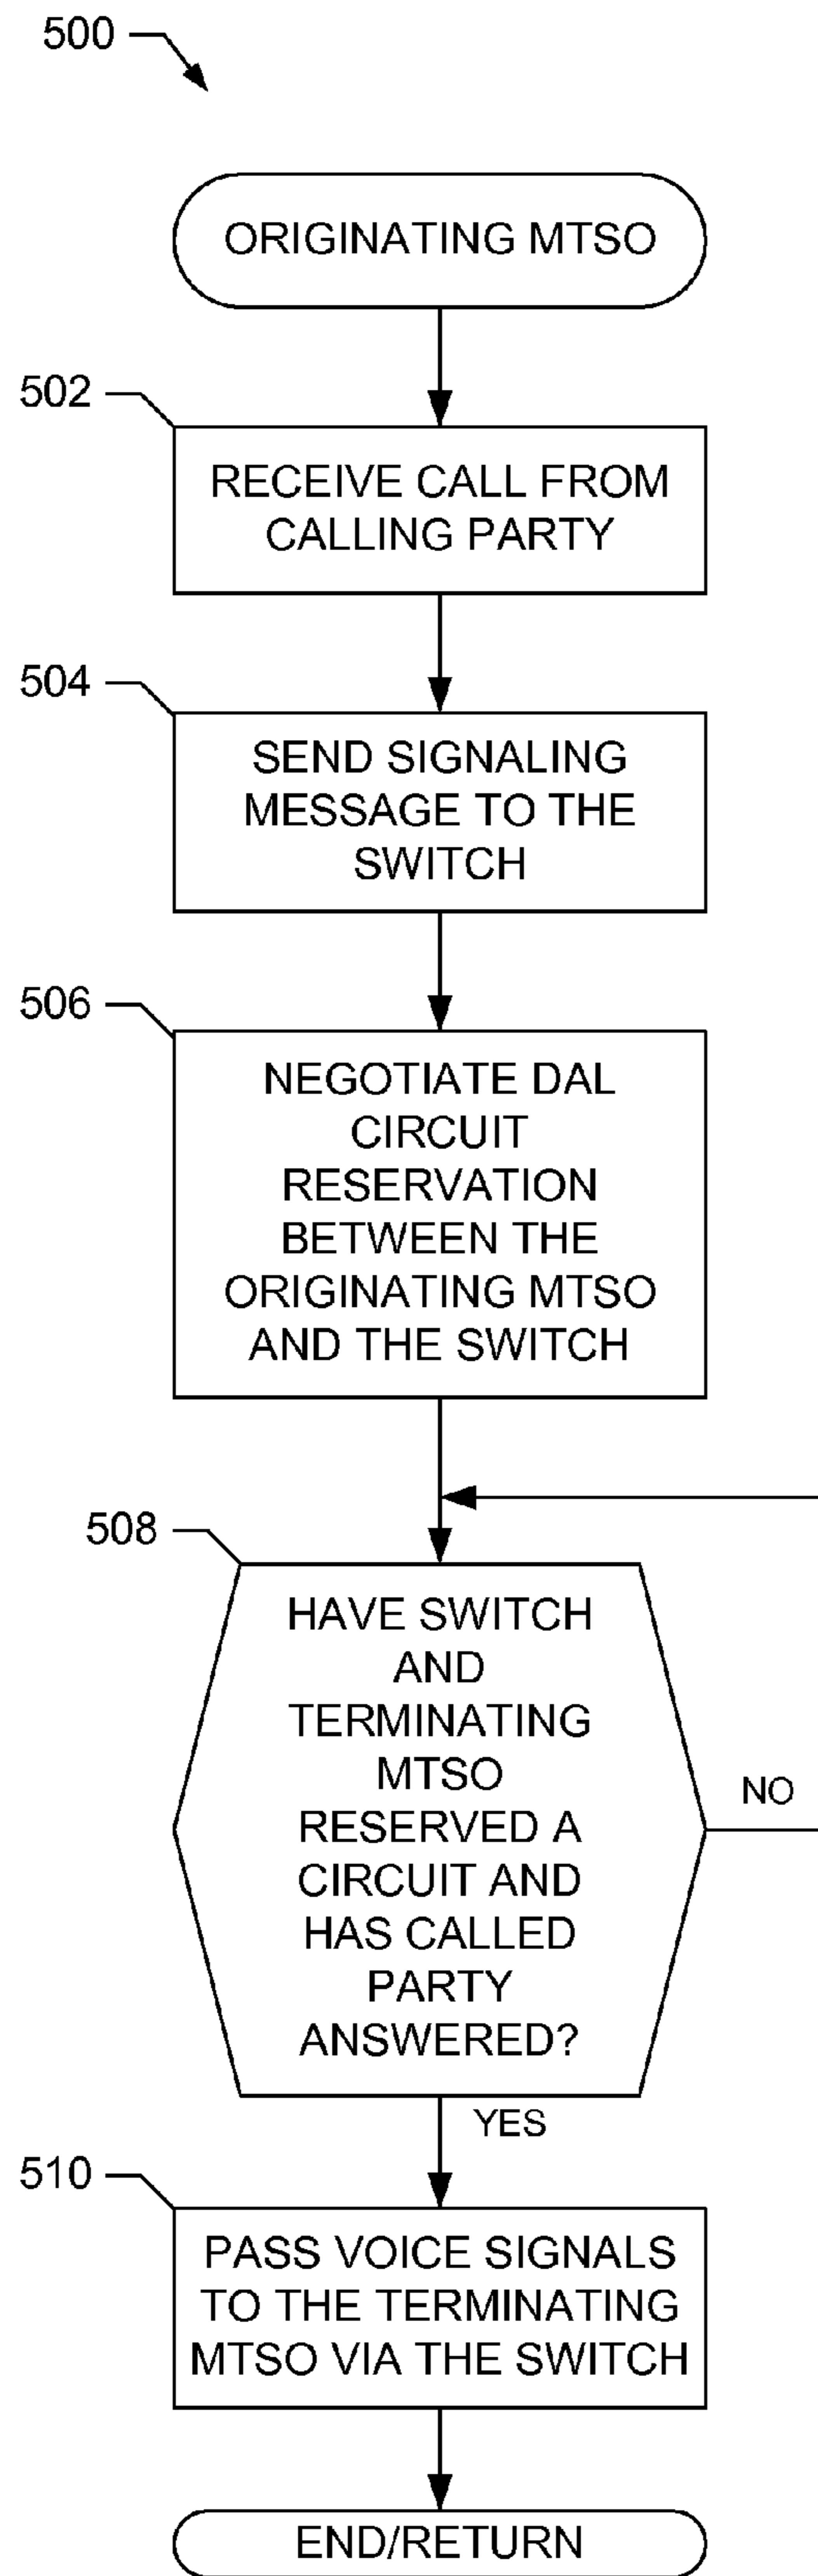 500
ORIGINATING MTSO
502
RECEIVE CALL FROM
CALLING PARTY
504
SEND SIGNALING
MESSAGE TO THE
SWITCH
506
NEGOTIATE DAL
CIRCUIT
RESERVATION
BETWEEN THE
ORIGINATING MTSO
AND THE SWITCH
508
HAVE SWITCH
AND
TERMINATING
MTSO
RESERVED A
CIRCUIT AND
HAS CALLED
PARTY
ANSWERED?
NO
YES
510
PASS VOICE SIGNALS
TO THE TERMINATING
MTSO VIA THE SWITCH
END/RETURN